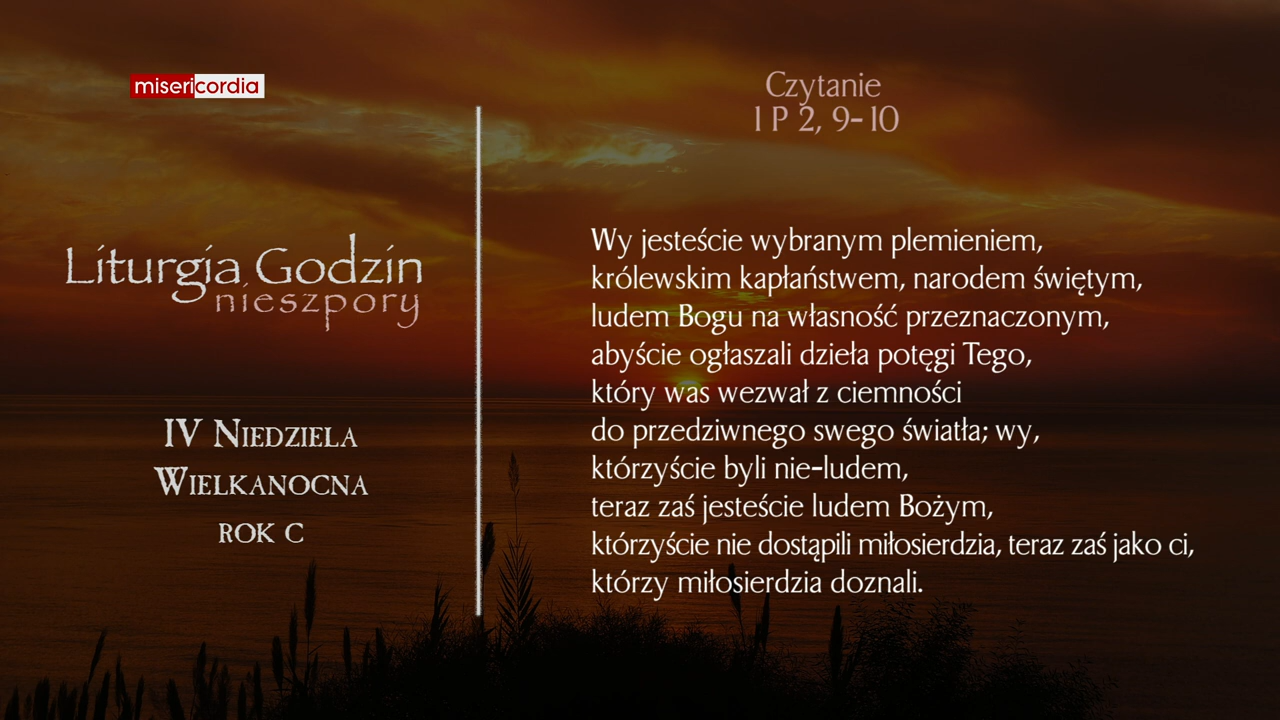 misericordia
Liturgia Godzin
nieszpory
IV Niedziela
Wielkanocna
rok C
Czytanie
1 P 2, 9-10
Wy jesteście wybranym plemieniem,
królewskim kapłaństwem, narodem świętym,
ludem Bogu na własność przeznaczonym,
abyście ogłaszali dzieła potęgi Tego,
który was wezwał z ciemności
do przedziwnego swego światła; wy,
którzyście byli nie-ludem,
teraz zaś jesteście ludem Bożym,
którzyście nie dostąpili miłosierdzia, teraz zaś jako ci,
którzy miłosierdzia doznali.